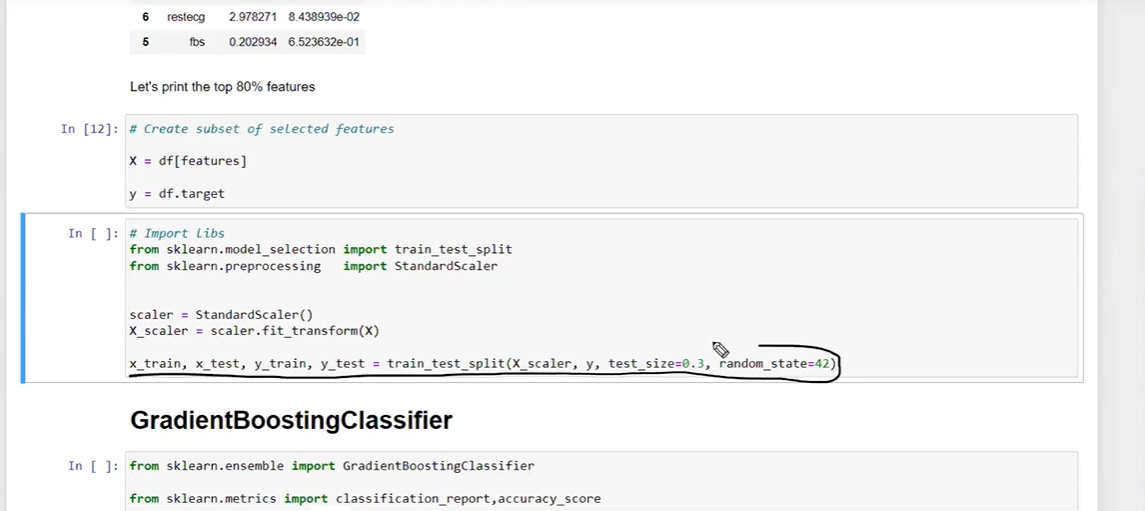 6 restecg 2.978271 8.438939e-02
5 fbs 0.202934 6.523632e-01
Let's print the top 80% features
In [12]: # Create subset of selected features
X = df[features]
y = df.target
In [ ]: # Import libs
from sklearn.model_selection import train_test_split
from sklearn.preprocessing   import StandardScaler
scaler = StandardScaler()
X_scaler = scaler.fit_transform(X)
x_train, x_test, y_train, y_test = train_test_split(X_scaler, y, test_size=0.3, random_state=42)
GradientBoostingClassifier
In [ ]: from sklearn.ensemble import GradientBoostingClassifier
from sklearn.metrics import classification_report,accuracy_score